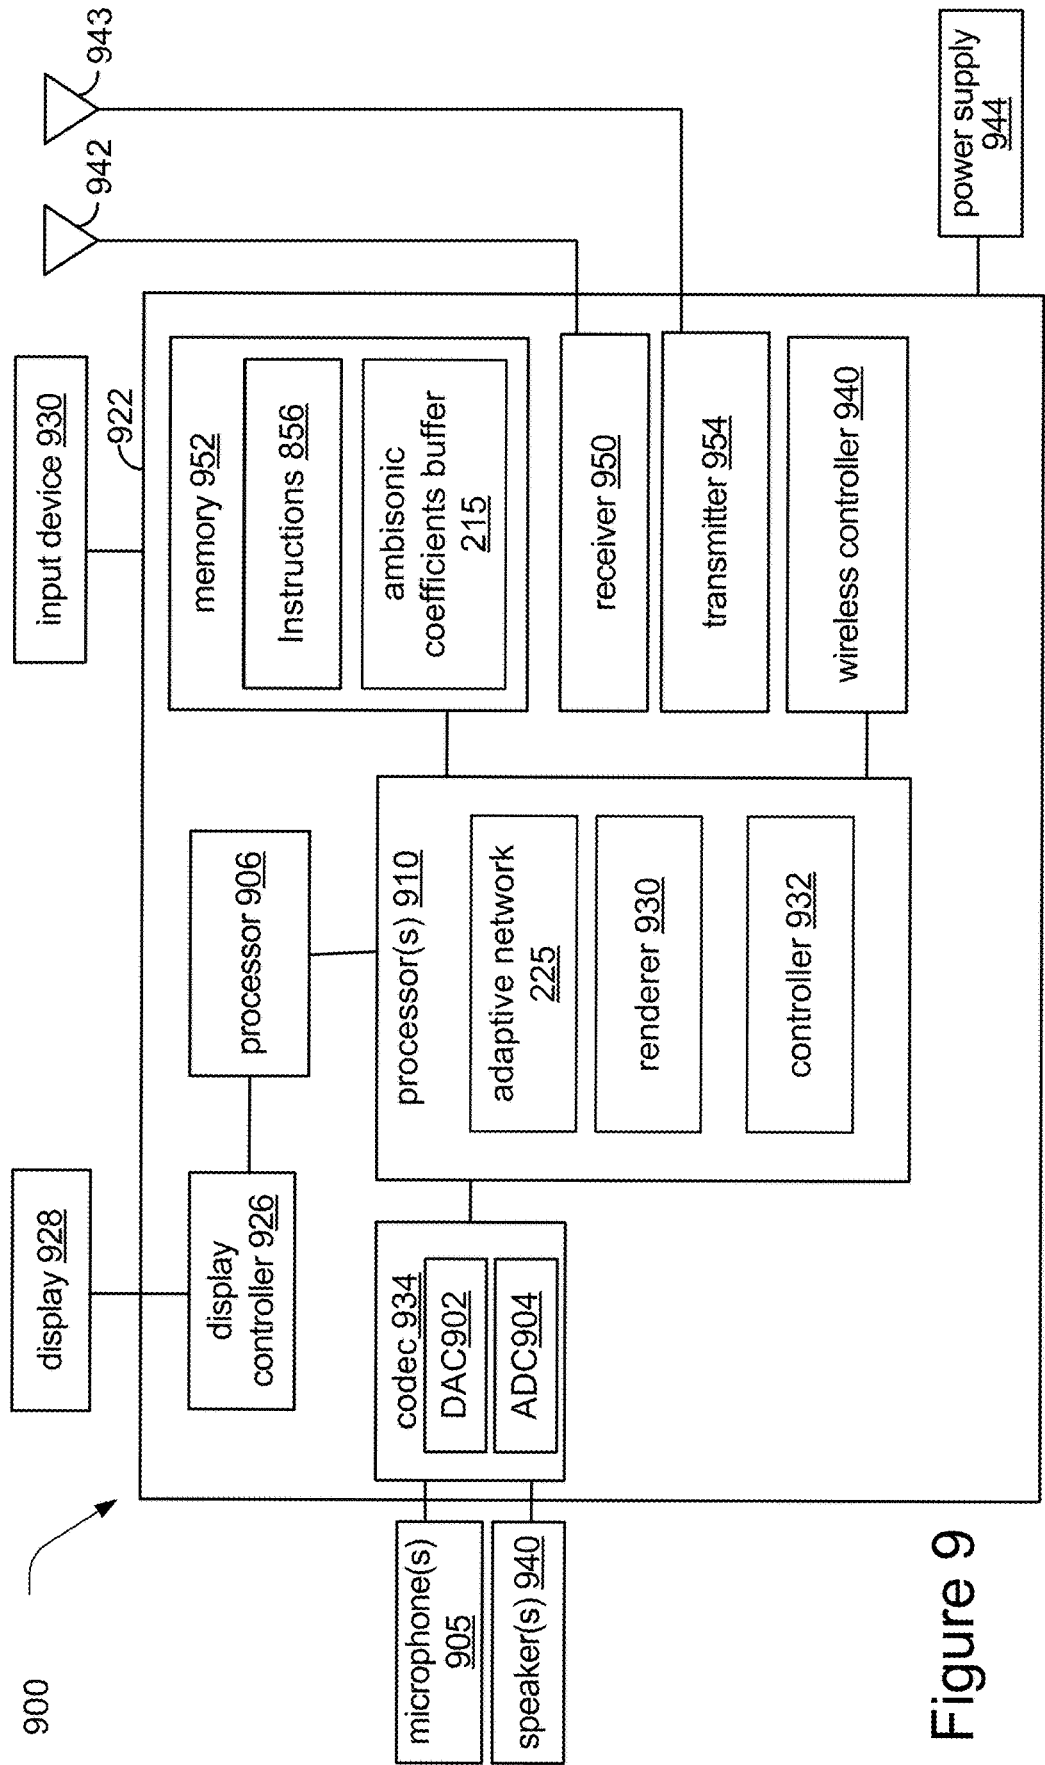 900
display 928
input device 930
942
943
922
display
controller 926
processor 906
memory 952
Instructions 856
ambisonic
coefficients buffer
215
codec 934
DAC902
ADC904
processor(s) 910
adaptive network
225
renderer 930
controller 932
receiver 950
transmitter 954
wireless controller 940
microphone(s)
905
speaker(s) 940
power supply
944
Figure 9